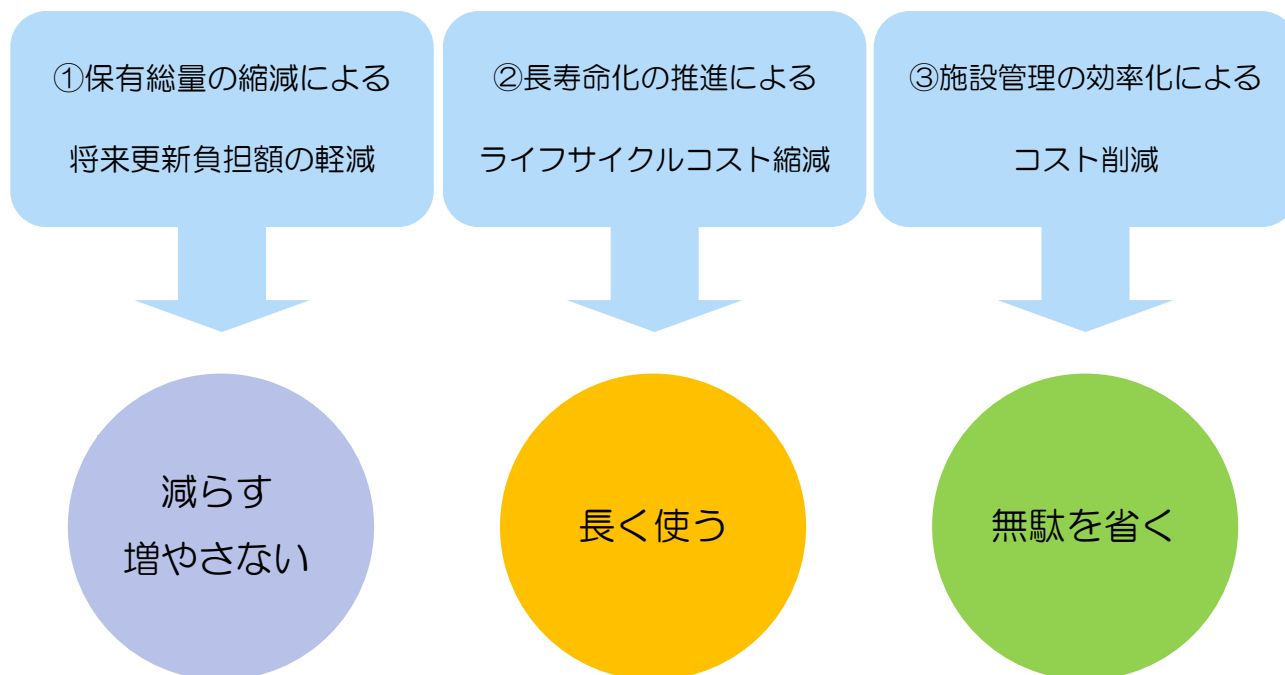 ①保有総量の縮減による
将来更新負担額の軽減
②長寿命化の推進による
ライフサイクルコスト縮減
③施設管理の効率化による
コスト削減
減らす
増やさない
長く使う
無駄を省く